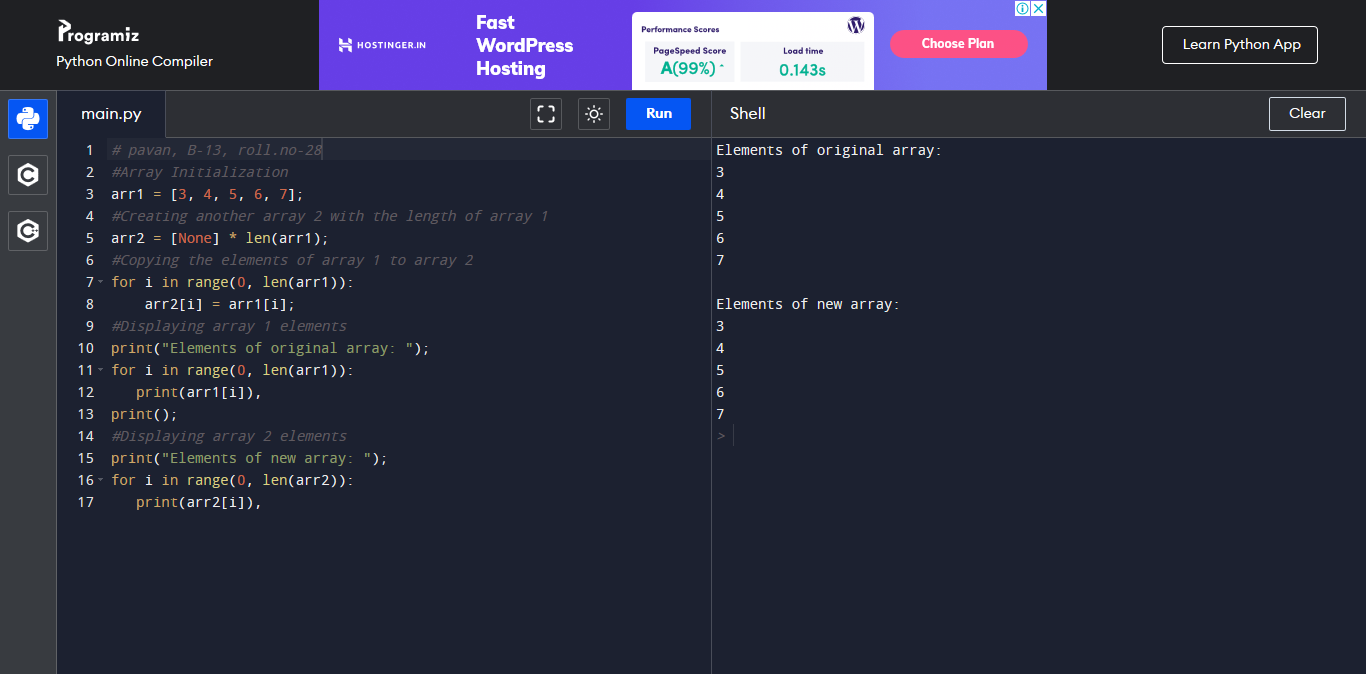 Programiz
Python Online Compiler
HOSTINGER.IN
Fast
WordPress
Hosting
Performance Scores
PageSpeed Score
A(99%)
Load time
0.143s
Choose Plan
Learn Python App
main.py
Run
1 # pavan, B-13, roll.no-28
2 #Array Initialization
3 arr1 = [3, 4, 5, 6, 7];
4 #Creating another array 2 with the length of array 1
5 arr2 = [None] * len(arr1);
6 #Copying the elements of array 1 to array 2
7 for i in range(0, len(arr1)):
8     arr2[i] = arr1[i];
9 #Displaying array 1 elements
10 print("Elements of original array: ");
11 for i in range(0, len(arr1)):
12    print(arr1[i]),
13 print();
14 #Displaying array 2 elements
15 print("Elements of new array: ");
16 for i in range(0, len(arr2)):
17    print(arr2[i]),
Shell
Clear
Elements of original array:
3
4
5
6
7
Elements of new array:
3
4
5
6
7
>